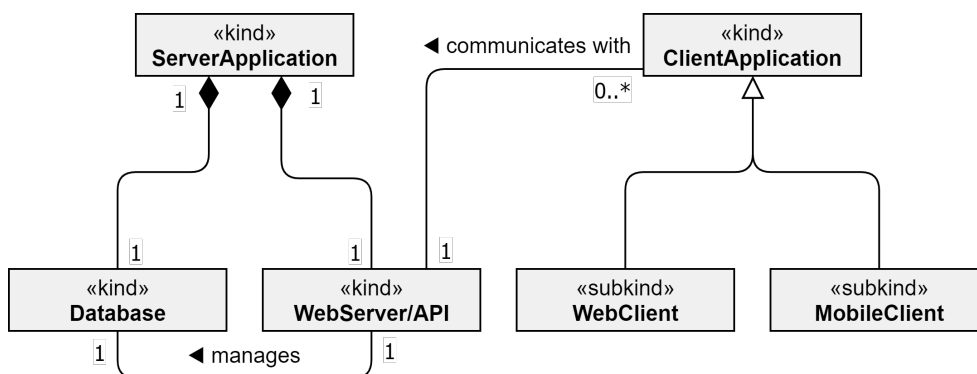 «kind»
ServerApplication
◄ communicates with
«kind»
ClientApplication
1
1
0..*
1
1
1
«kind»
Database
«kind»
WebServer/API
«subkind»
WebClient
«subkind»
MobileClient
1
◄ manages
1